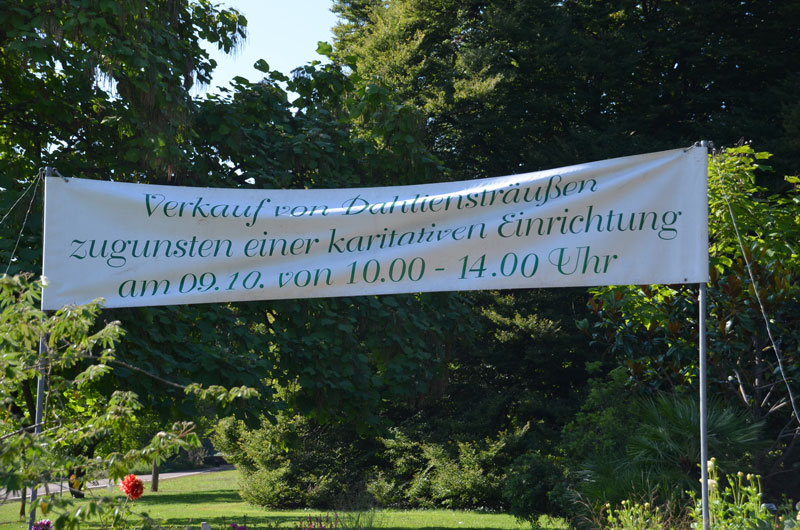 Verkauf von Dahliensträußen
zugunsten einer karitativen Einrichtung
am 09.10. von 10.00 - 14.00 Uhr